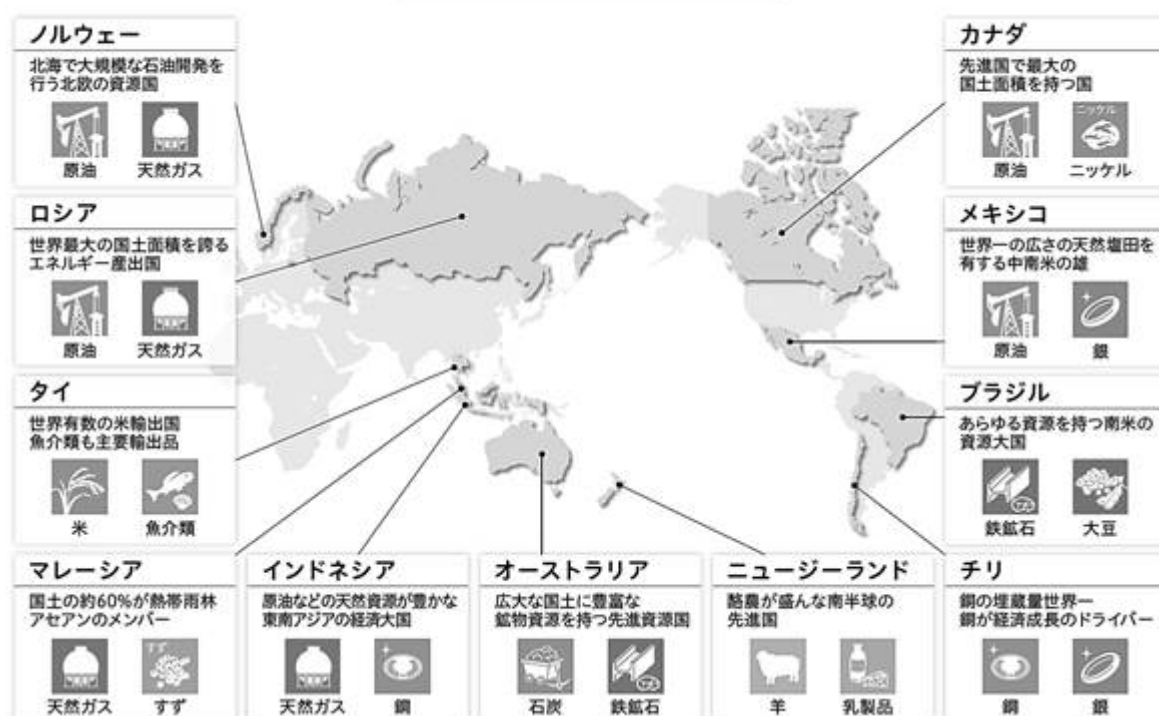 ノルウェー
北海で大規模な石油開発を
行う北欧の資源国
原油
天然ガス
ロシア
世界最大の国土面積を誇る
エネルギー産出国
原油
天然ガス
タイ
世界有数の米輸出国
魚介類も主要輸出品
米
魚介類
マレーシア
国土の約60%が熱帯雨林
アセアンのメンバー
天然ガス
すず
すず
インドネシア
原油などの天然資源が豊かな
東南アジアの経済大国
天然ガス
銅
オーストラリア
広大な国土に豊富な
鉱物資源を持つ先進資源国
石炭
鉄鉱石
ニュージーランド
酪農が盛んな南半球の
先進国
羊
乳製品
カナダ
先進国で最大の
国土面積を持つ国
原油
ニッケル
ニッケル
メキシコ
世界一の広さの天然塩田を
有する中南米の雄
原油
銀
ブラジル
あらゆる資源を持つ南米の
資源大国
鉄鉱石
大豆
チリ
銅の埋蔵量世界一
銅が経済成長のドライバー
銅
銀